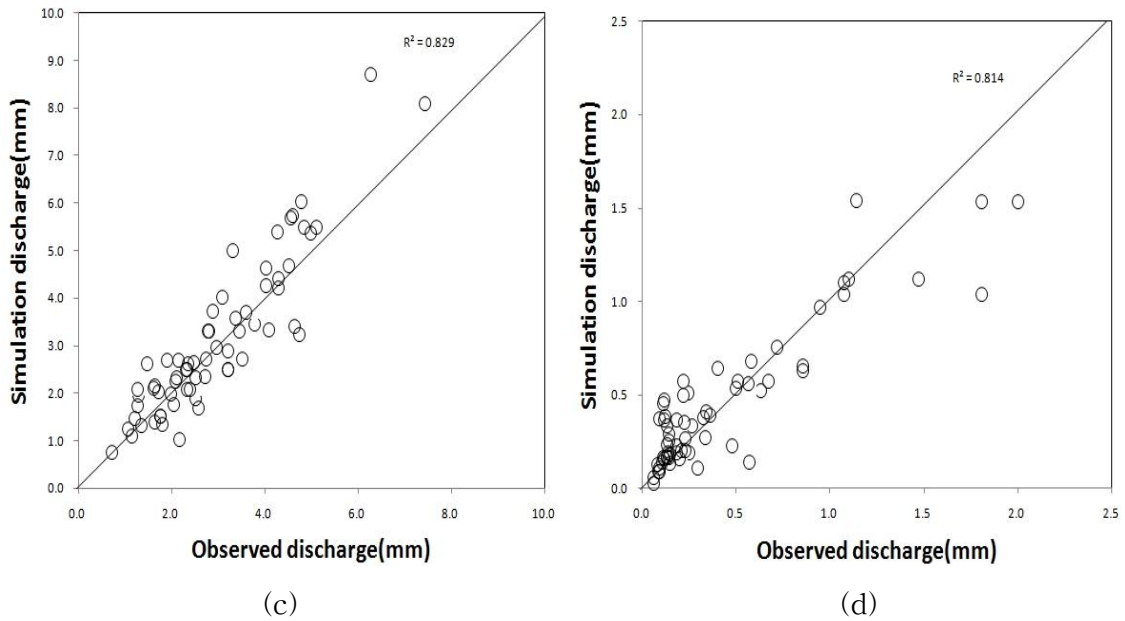 10.0
9.0
8.0
7.0
6.0
5.0
4.0
3.0
2.0
1.0
0.0
R² = 0.829
Simulation discharge(mm)
0.0 2.0 4.0 6.0 8.0 10.0
Observed discharge(mm)
(c)
2.5
2.0
1.5
1.0
0.5
0.0
R² = 0.814
Simulation discharge(mm)
0.0 0.5 1.0 1.5 2.0 2.5
Observed discharge(mm)
(d)